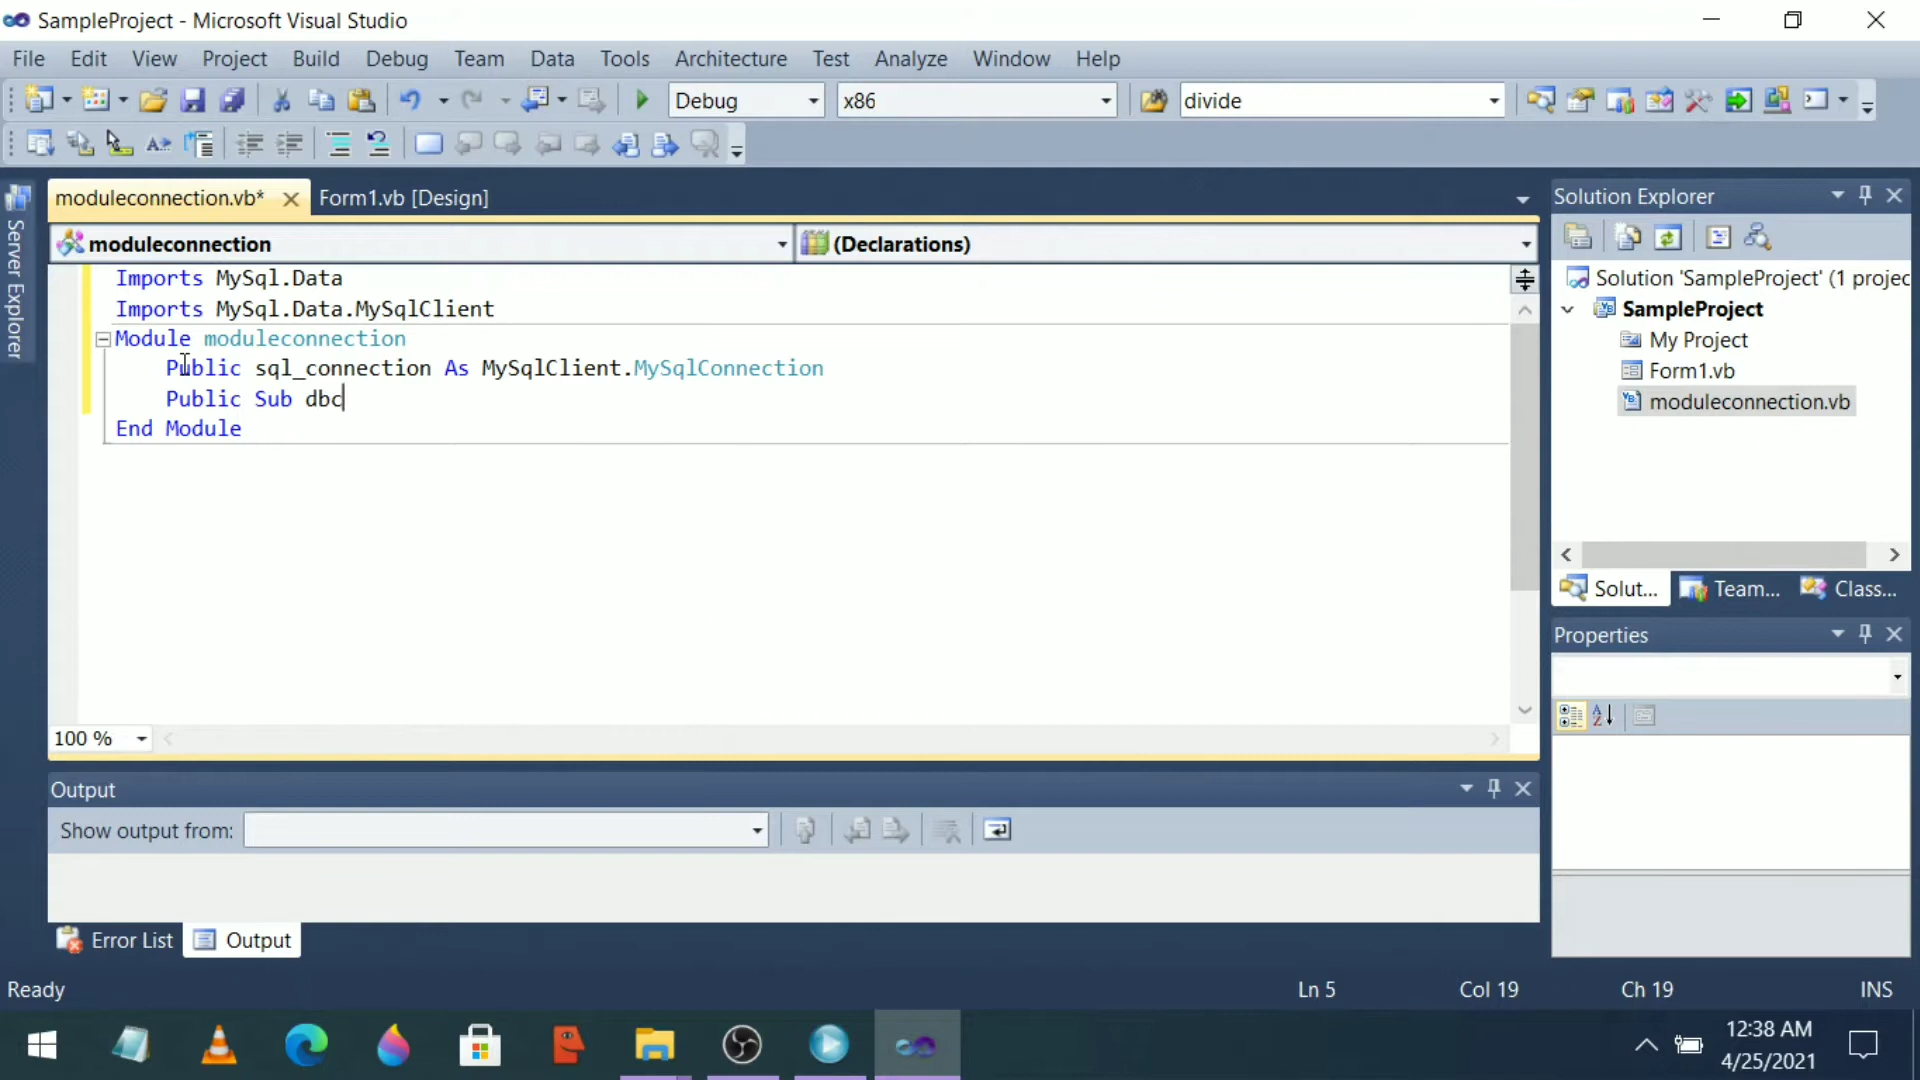 SampleProject - Microsoft Visual Studio
File Edit View Project Build Debug Team Data Tools Architecture Test Analyze Window Help
Debug x86 divide
moduleconnection.vb* Form1.vb [Design]
moduleconnection (Declarations)
Imports MySql.Data
Imports MySql.Data.MySqlClient
Module moduleconnection
Public sql_connection As MySqlClient.MySqlConnection
Public Sub dbc
End Module
100 %
Server Explorer
Solution Explorer
Solution 'SampleProject' (1 projec
SampleProject
My Project
Form1.vb
moduleconnection.vb
Solut... Team... Class...
Properties
Output
Show output from:
Error List Output
Ready Ln 5 Col 19 Ch 19 INS
12:38 AM
4/25/2021